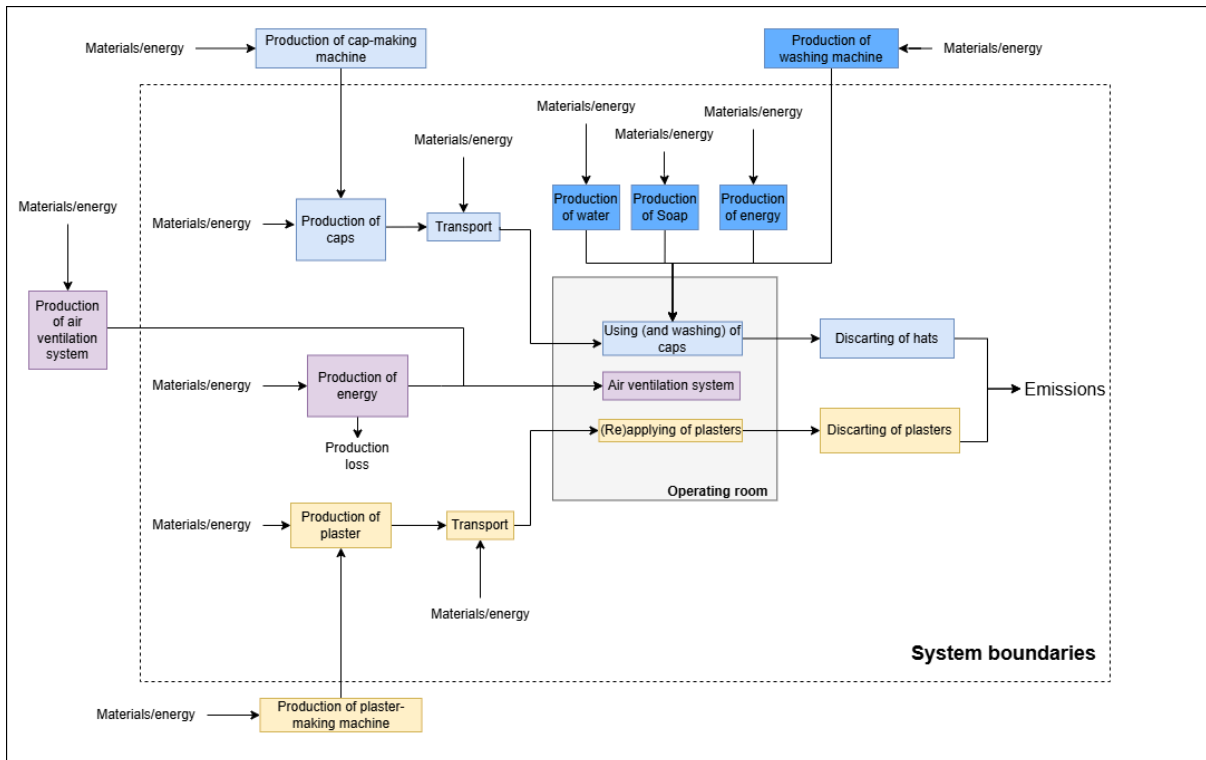 Materials/energy
Production of cap-making
machine
Production of
washing machine
Materials/energy
Materials/energy
Materials/energy
Materials/energy
Materials/energy
Production
of water
Production
of Soap
Production
of energy
Materials/energy
Materials/energy
Production of
caps
Transport
Production
of air
ventilation
system
Using (and washing) of
caps
Discarting of hats
Materials/energy
Production of
energy
Air ventilation system
Emissions
Production
loss
(Re)applying of plasters
Discarting of plasters
Operating room
Materials/energy
Production of
plaster
Transport
Materials/energy
System boundaries
Materials/energy
Production of plaster-
making machine